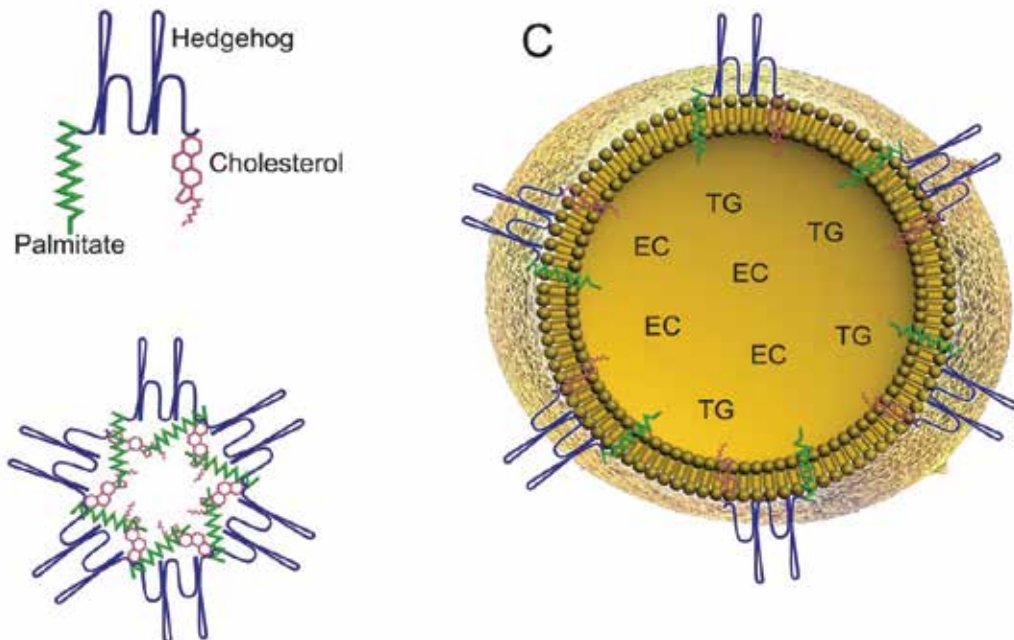 Hedgehog
Cholesterol
Palmitate
C
TG
EC
TG
EC
EC
TG
EC
TG